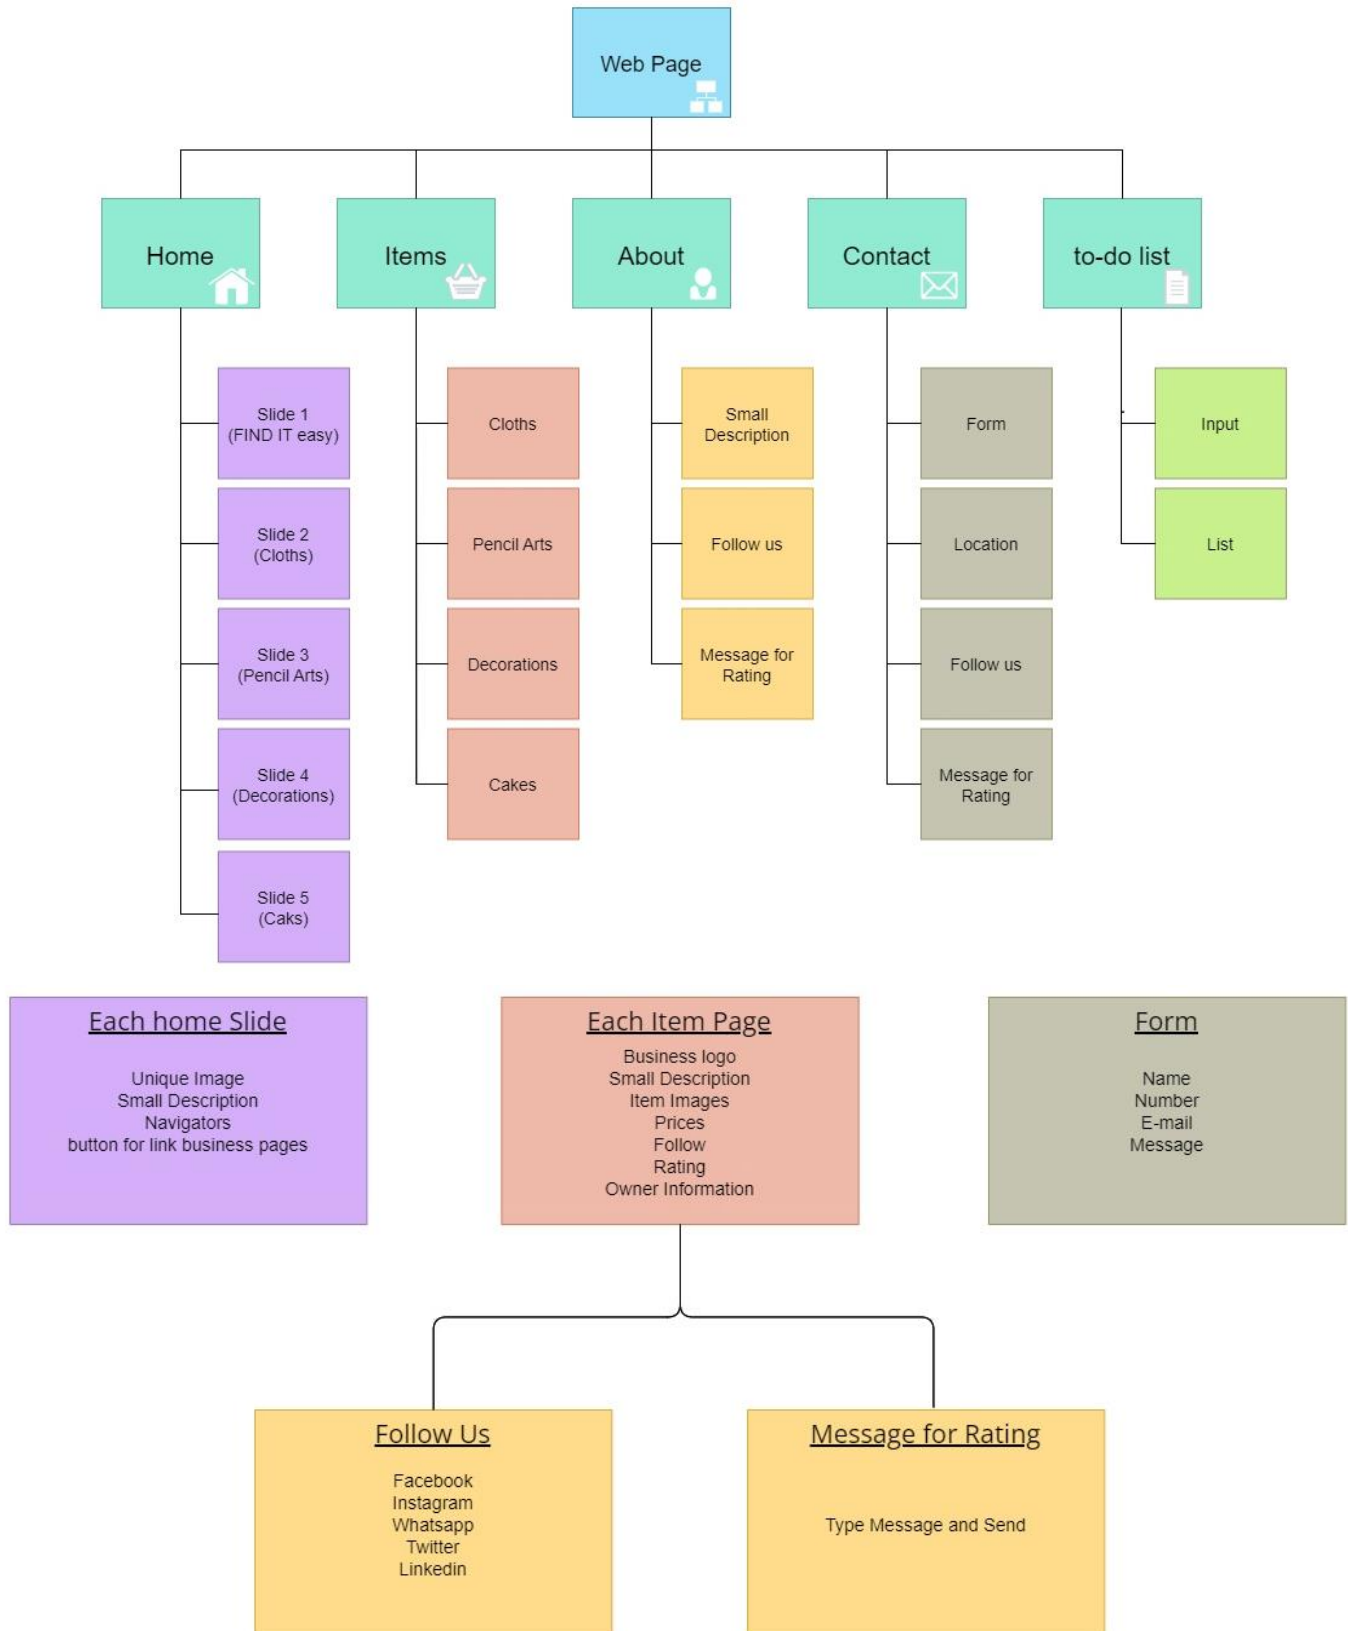 Web Page
Home
Items
About
Contact
to-do list
Slide 1
(FIND IT easy)
Slide 2
(Cloths)
Slide 3
(Pencil Arts)
Slide 4
(Decorations)
Slide 5
(Caks)
Cloths
Pencil Arts
Decorations
Cakes
Small
Description
Follow us
Message for
Rating
Form
Location
Follow us
Message for
Rating
Input
List
Each home Slide
Unique Image
Small Description
Navigators
button for link business pages
Each Item Page
Business logo
Small Description
Item Images
Prices
Follow
Rating
Owner Information
Form
Name
Number
E-mail
Message
Follow Us
Facebook
Instagram
Whatsapp
Twitter
Linkedin
Message for Rating
Type Message and Send